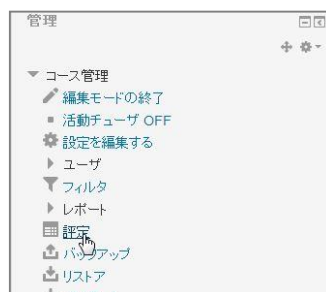 管理
コース管理
編集モードの終了
活動チューザ OFF
設定を編集する
ユーザ
フィルタ
レポート
評定
バックアップ
リストア